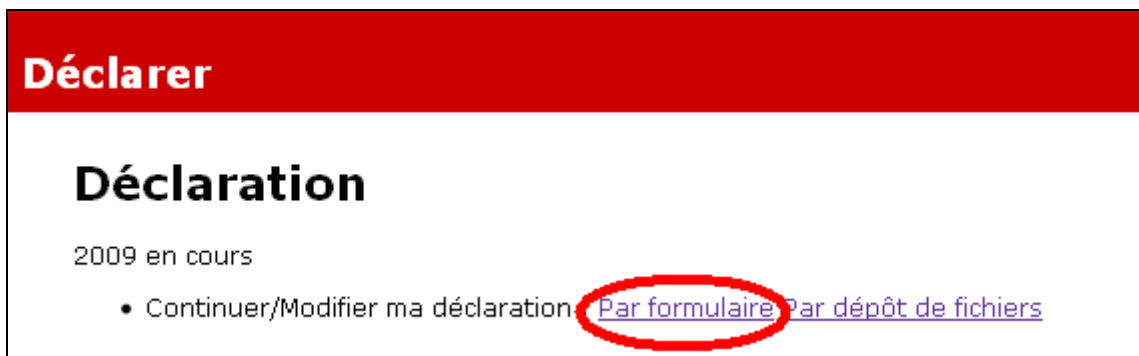 Déclarer
Déclaration
2009 en cours
• Continuer/Modifier ma déclaration Par formulaire Par dépôt de fichiers